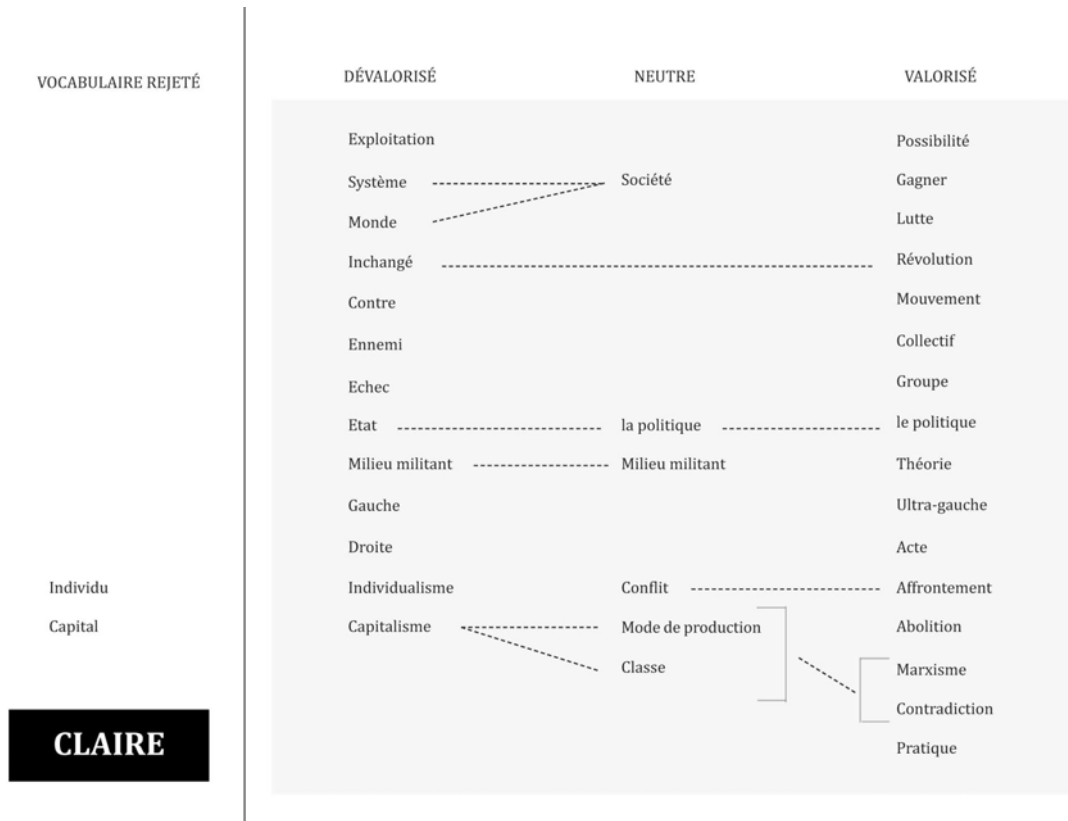 VOCABULAIRE REJETÉ
Individu
Capital
CLAIRE
DÉVALORISÉ NEUTRE VALORISÉ
Exploitation Possibilité
Système Société Gagner
Monde Lutte
Inchangé Révolution
Contre Mouvement
Ennemi Collectif
Echec Groupe
Etat la politique le politique
Milieu militant Milieu militant Théorie
Gauche Ultra-gauche
Droite Acte
Individualisme Conflit Affrontement
Capitalisme Mode de production Abolition
Classe Marxisme
Contradiction
Pratique